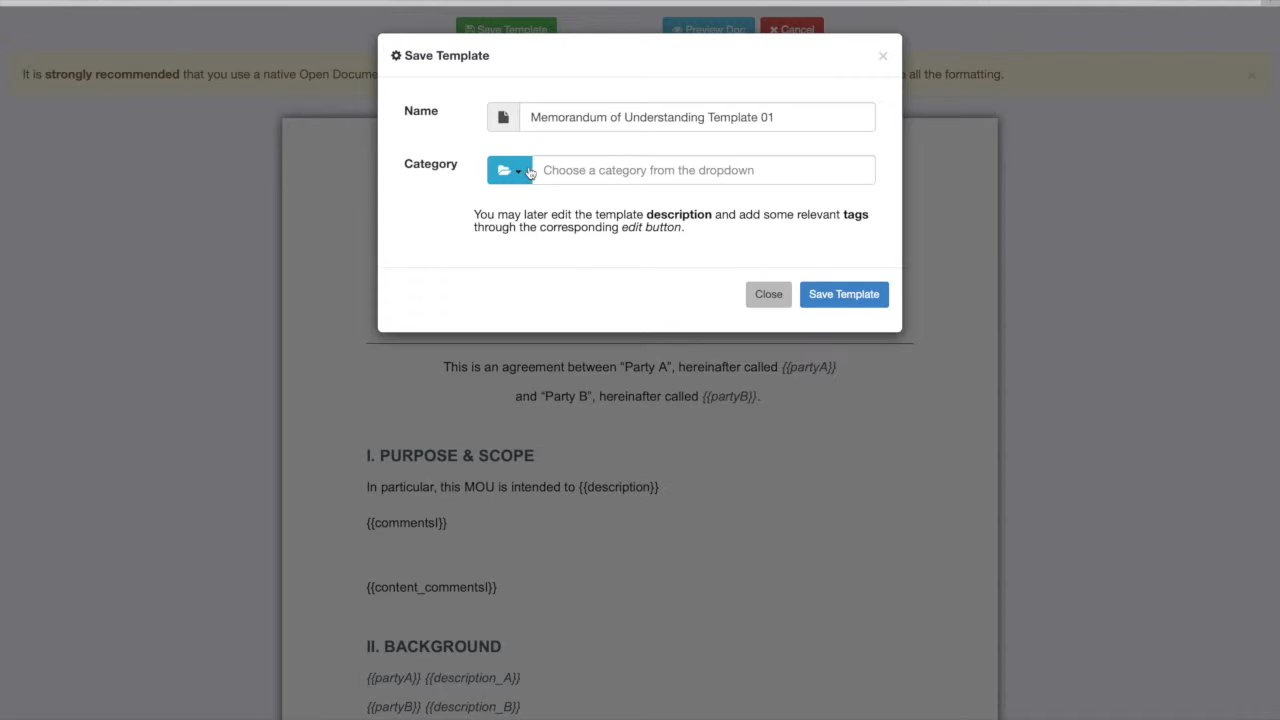 Save Template Preview Doc Cancel
Save Template ×
It is strongly recommended that you use a native Open Docume all the formatting. ×
Name Memorandum of Understanding Template 01
Category Choose a category from the dropdown
You may later edit the template description and add some relevant tags
through the corresponding edit button.
Close Save Template
This is an agreement between “Party A”, hereinafter called {{partyA}}
and “Party B”, hereinafter called {{partyB}}.
I. PURPOSE & SCOPE
In particular, this MOU is intended to {{description}}
{{commentsI}}
{{content_commentsI}}
II. BACKGROUND
{{partyA}} {{description_A}}
{{partyB}} {{description_B}}